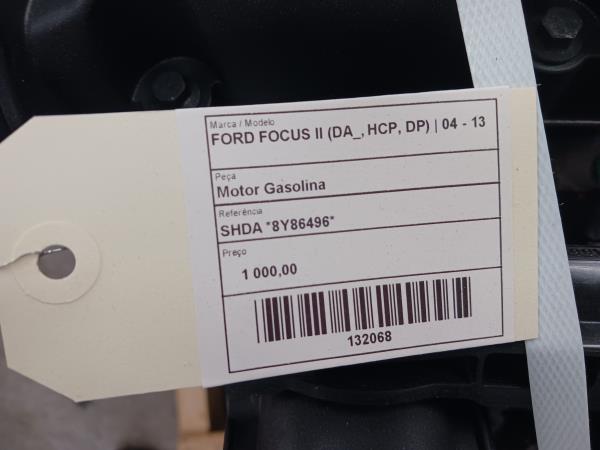 Marca / Modelo
FORD FOCUS II (DA_, HCP, DP) | 04 - 13
Peça
Motor Gasolina
Referência
SHDA *8Y86496*
Preço
1 000,00
132068